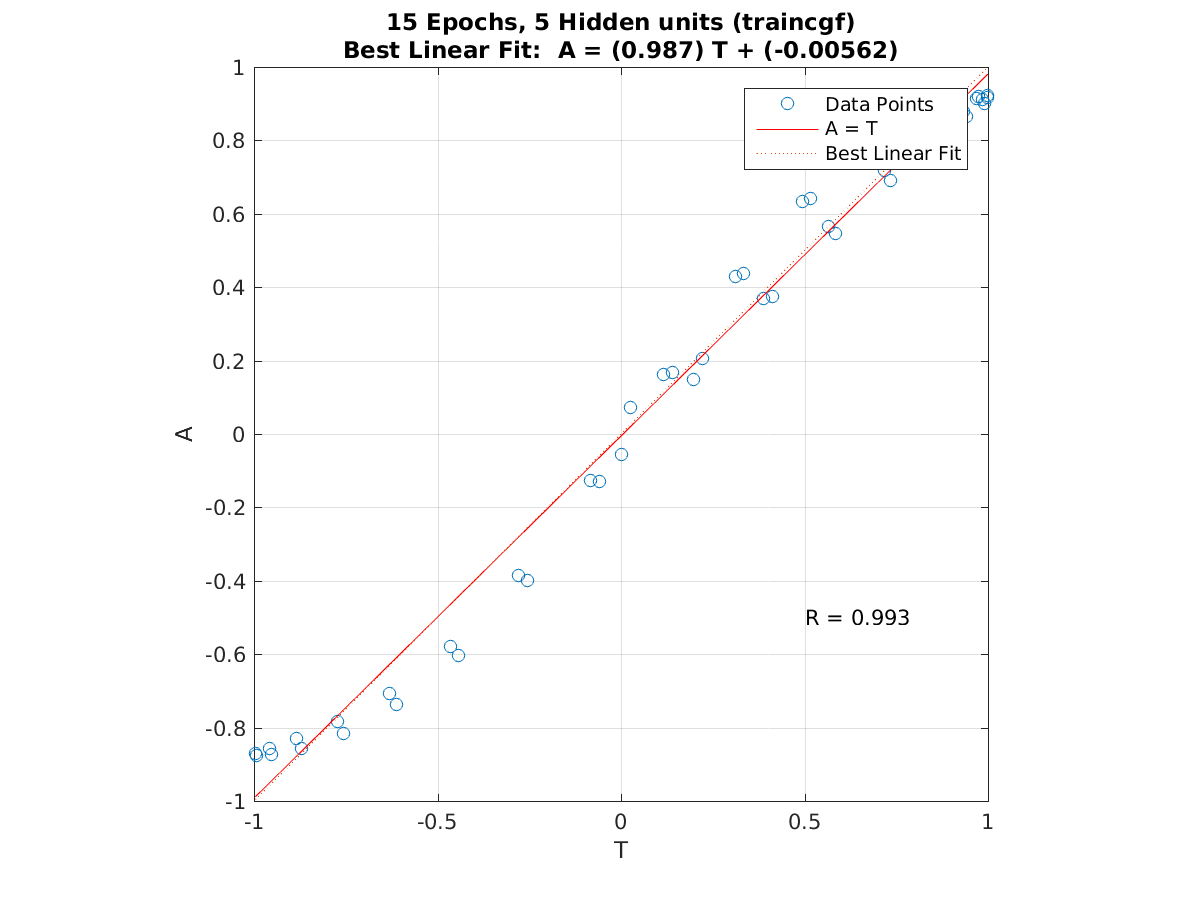 15 Epochs, 5 Hidden units (traincgf)
Best Linear Fit:  A = (0.987) T + (-0.00562)
1
0.8
0.6
0.4
0.2
0
-0.2
-0.4
-0.6
-0.8
-1
A
Data Points
A = T
Best Linear Fit
R = 0.993
-1
-0.5
0
0.5
1
T